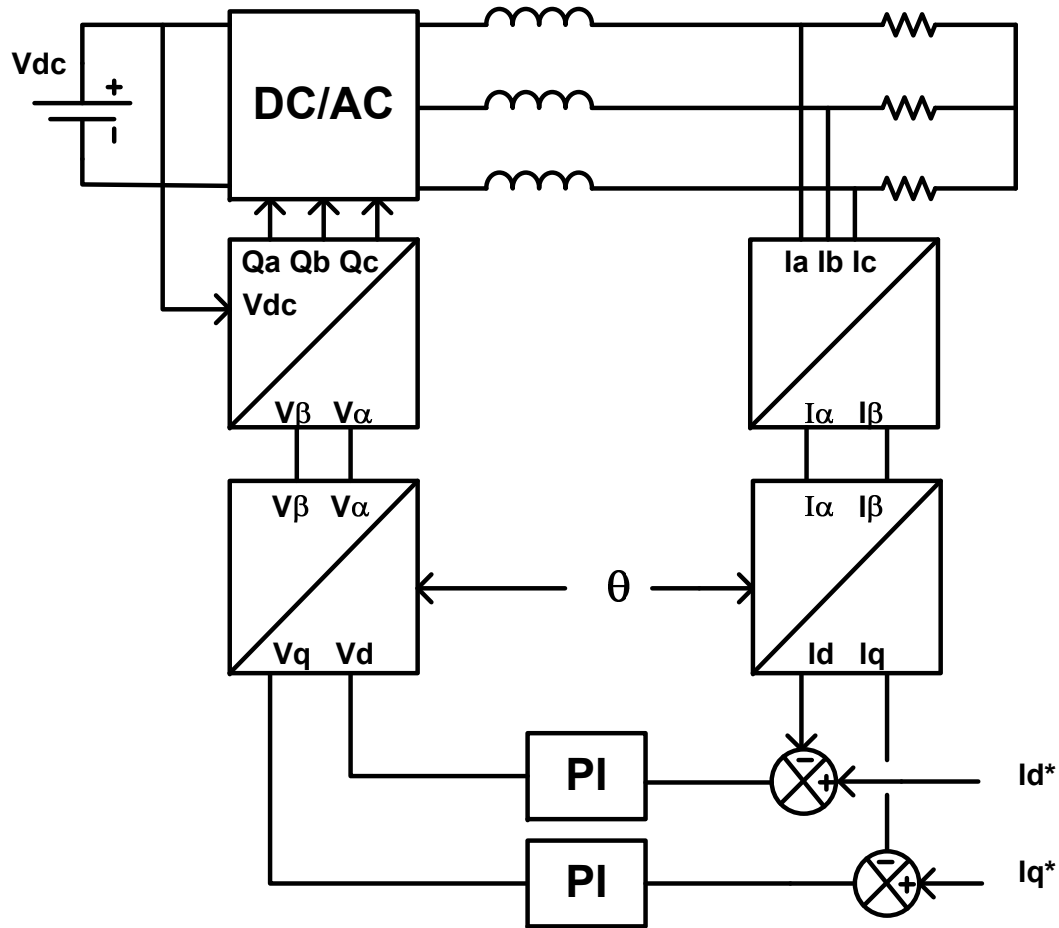 Vdc
DC/AC
Qa Qb Qc
Vdc
Vβ Vα
Ia Ib Ic
Iα Iβ
Vβ Vα
Vq Vd
θ
Iα Iβ
Id Iq
PI
Id*
PI
Iq*